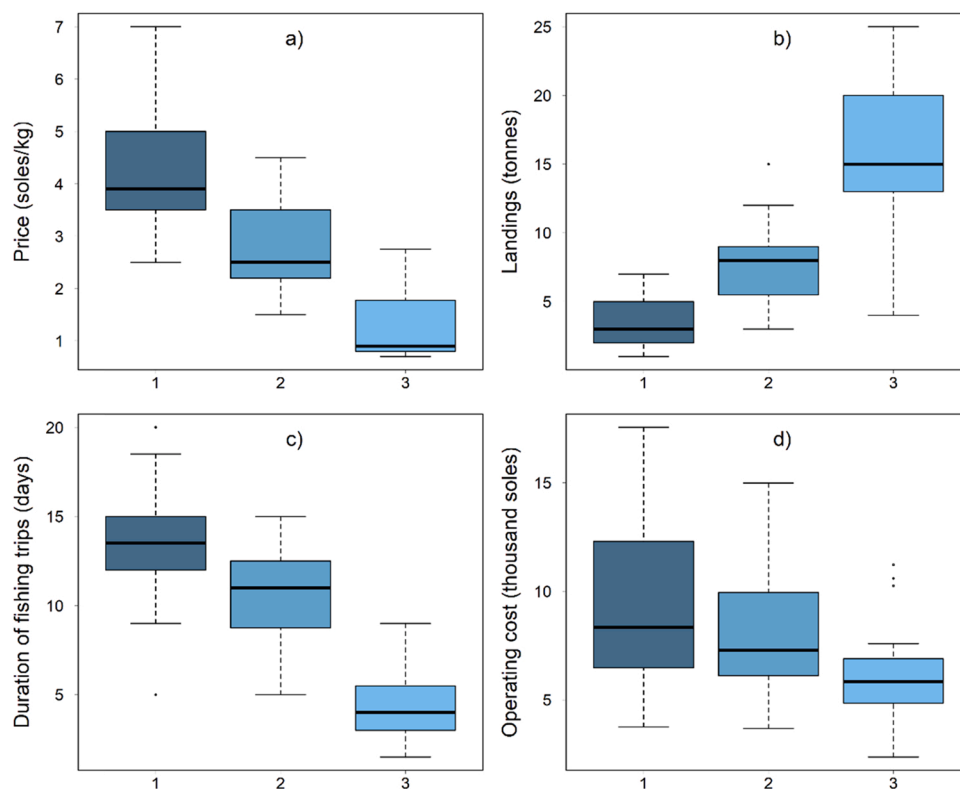 a)
Price (soles/kg)
7
6
5
4
3
2
1
1 2 3
b)
Landings (tonnes)
25
20
15
10
5
1 2 3
c)
Duration of fishing trips (days)
20
15
10
5
1 2 3
d)
Operating cost (thousand soles)
15
10
5
1 2 3